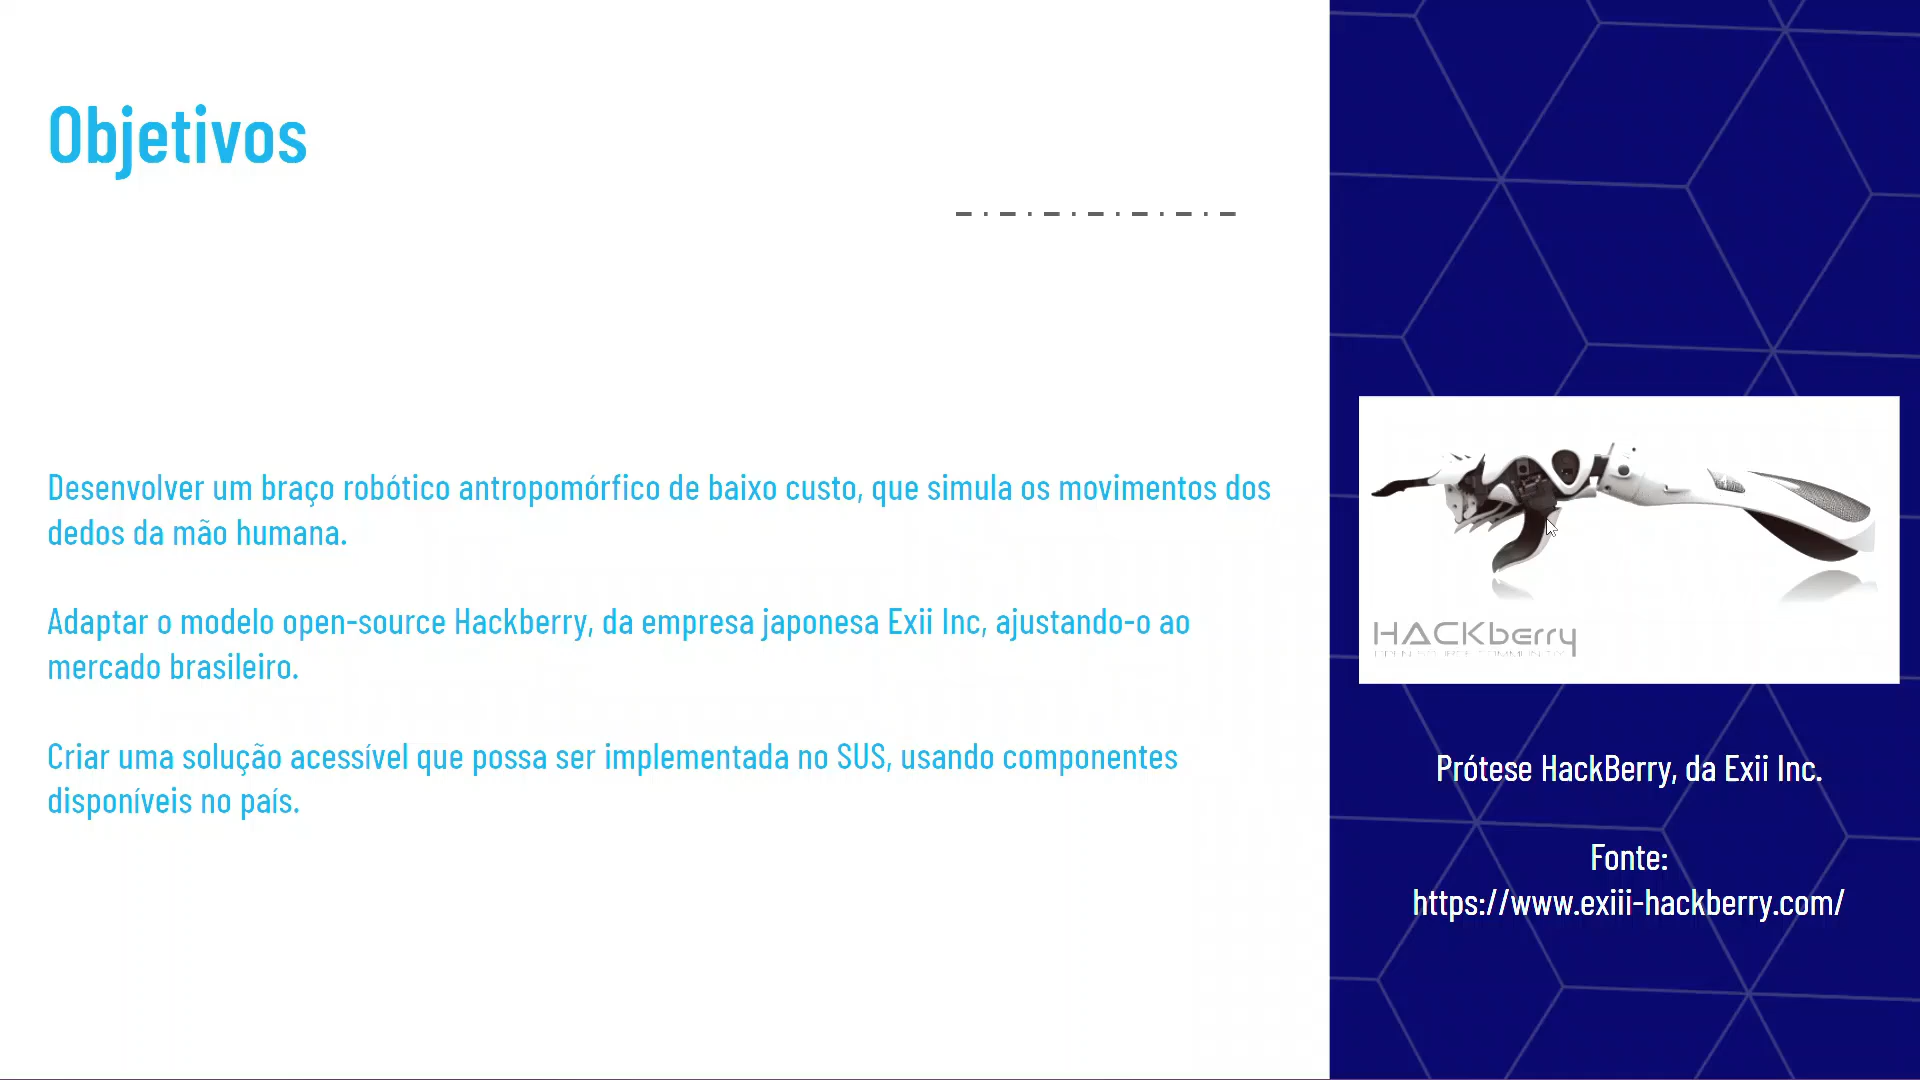 Objetivos
Desenvolver um braço robótico antropomórfico de baixo custo, que simula os movimentos dos
dedos da mão humana.
Adaptar o modelo open-source Hackberry, da empresa japonesa Exii Inc, ajustando-o ao
mercado brasileiro.
Criar uma solução acessível que possa ser implementada no SUS, usando componentes
disponíveis no país.
HACKberry
OPEN SOURCE COMMUNITY
Prótese HackBerry, da Exii Inc.
Fonte:
https://www.exiii-hackberry.com/